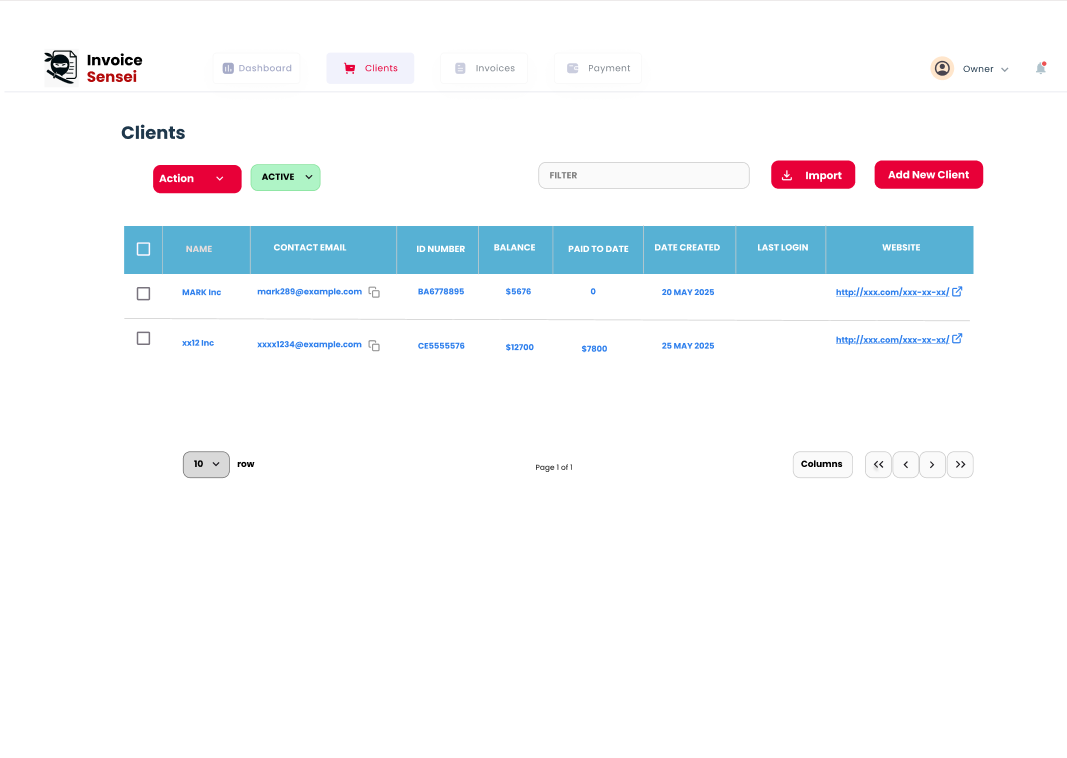 Invoice
Sensei
Dashboard
Clients
Invoices
Payment
Owner
Clients
Action
ACTIVE
FILTER
Import
Add New Client
NAME
CONTACT EMAIL
ID NUMBER
BALANCE
PAID TO DATE
DATE CREATED
LAST LOGIN
WEBSITE
MARK Inc
mark289@example.com
BA6778895
$5676
0
20 MAY 2025
http://xxx.com/xxx-xx-xx/
xx12 Inc
xxxx1234@example.com
CE5555576
$12700
$7800
25 MAY 2025
http://xxx.com/xxx-xx-xx/
10
row
Page 1 of 1
Columns